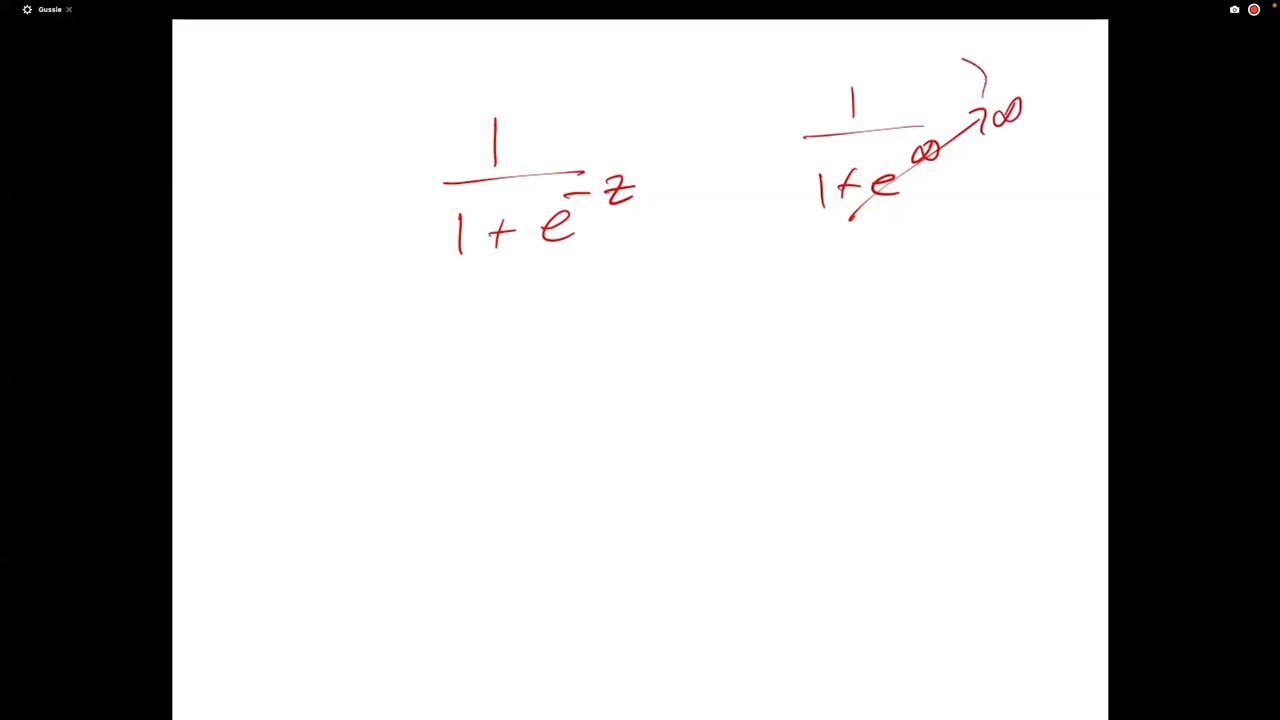 Gussie
1
1 + e^-z
1
1 + e^∞ → ∞